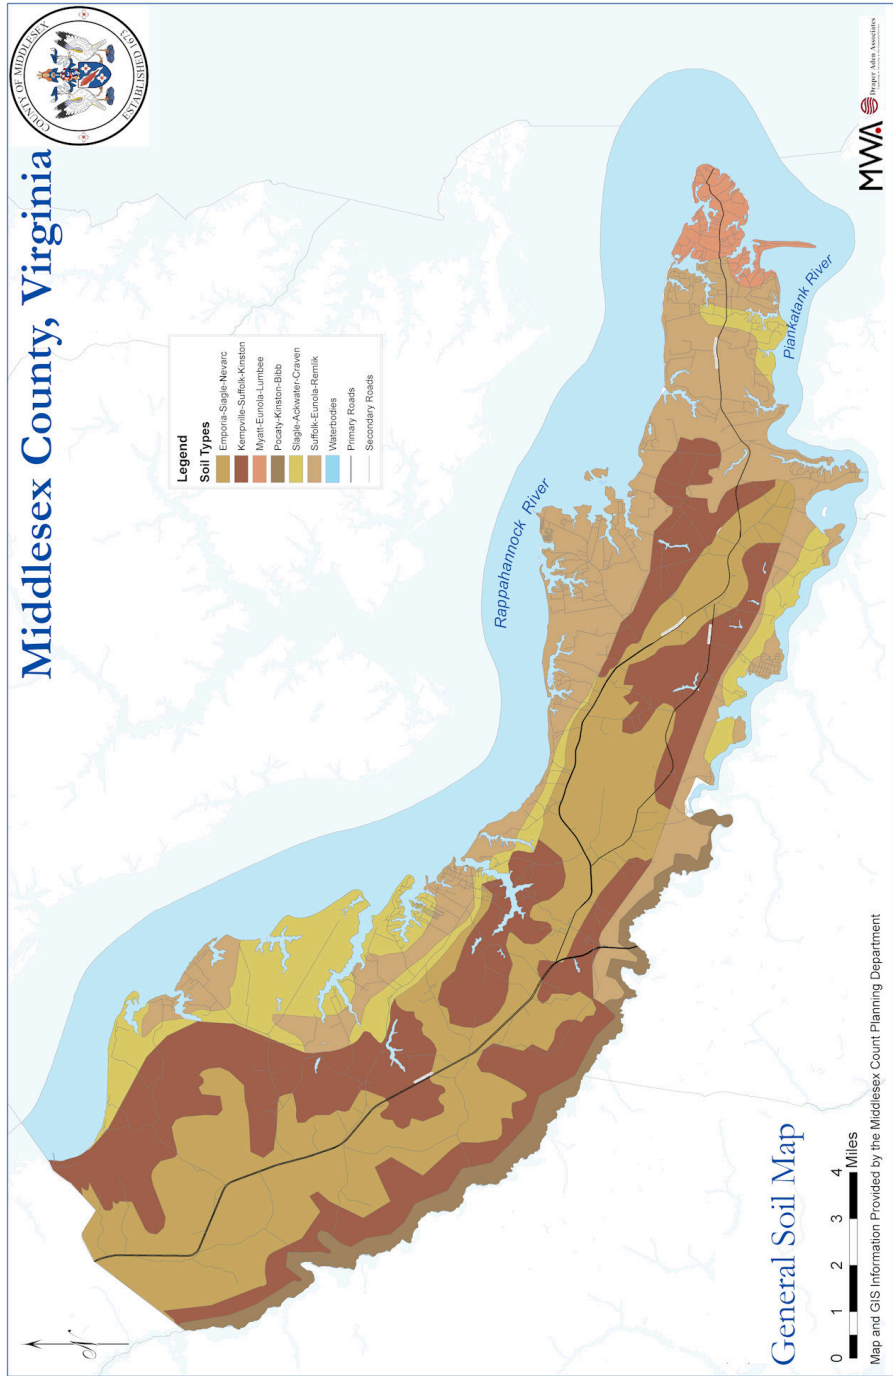 Middlesex County, Virginia
COUNTY OF MIDDLESEX
ESTABLISHED 1673
N
Legend
Soil Types
Emporia-Slagle-Nevarc
Kempville-Suffolk-Kinston
Myatt-Eunola-Lumbee
Pocaty-Kinston-Bibb
Slagle-Ackwater-Craven
Suffolk-Eunola-Remlik
Waterbodies
Primary Roads
Secondary Roads
Rappahannock River
Piankatank River
General Soil Map
0 1 2 3 4
Miles
Map and GIS Information Provided by the Middlesex Count Planning Department
MWA
Draper Aden Associates